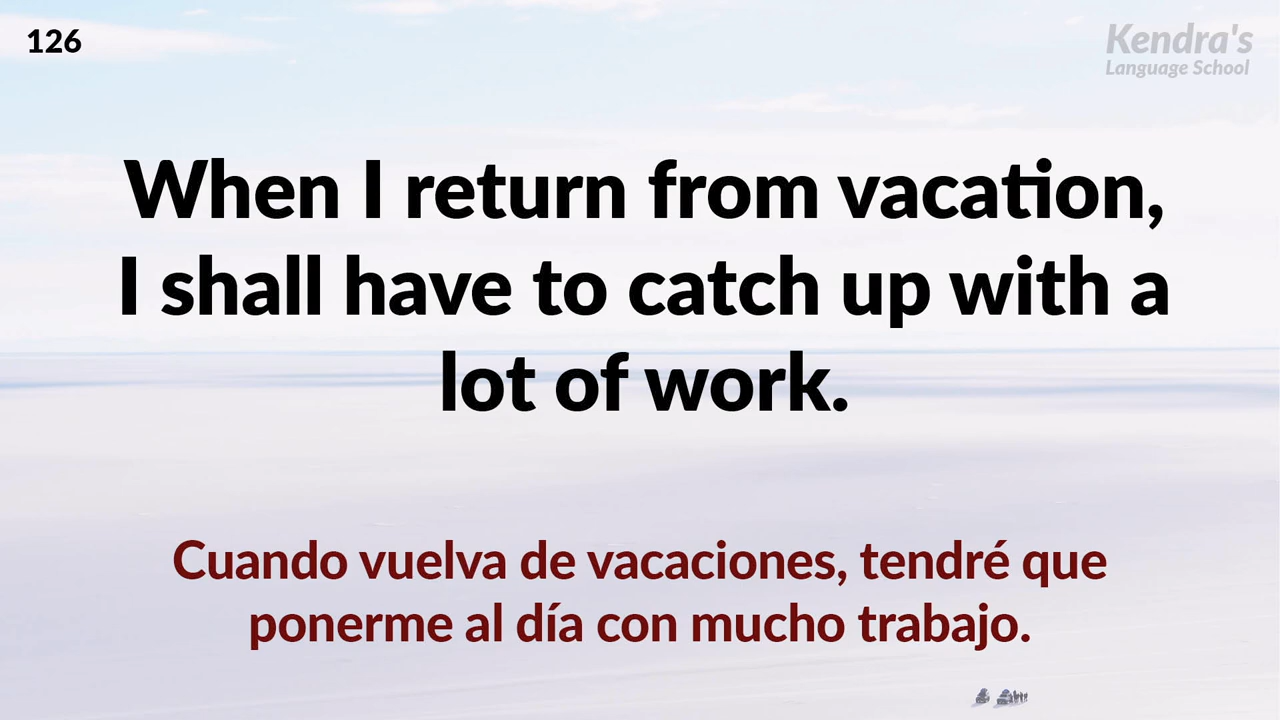 126
Kendra's
Language School
When I return from vacation,
I shall have to catch up with a
lot of work.
Cuando vuelva de vacaciones, tendré que
ponerme al día con mucho trabajo.